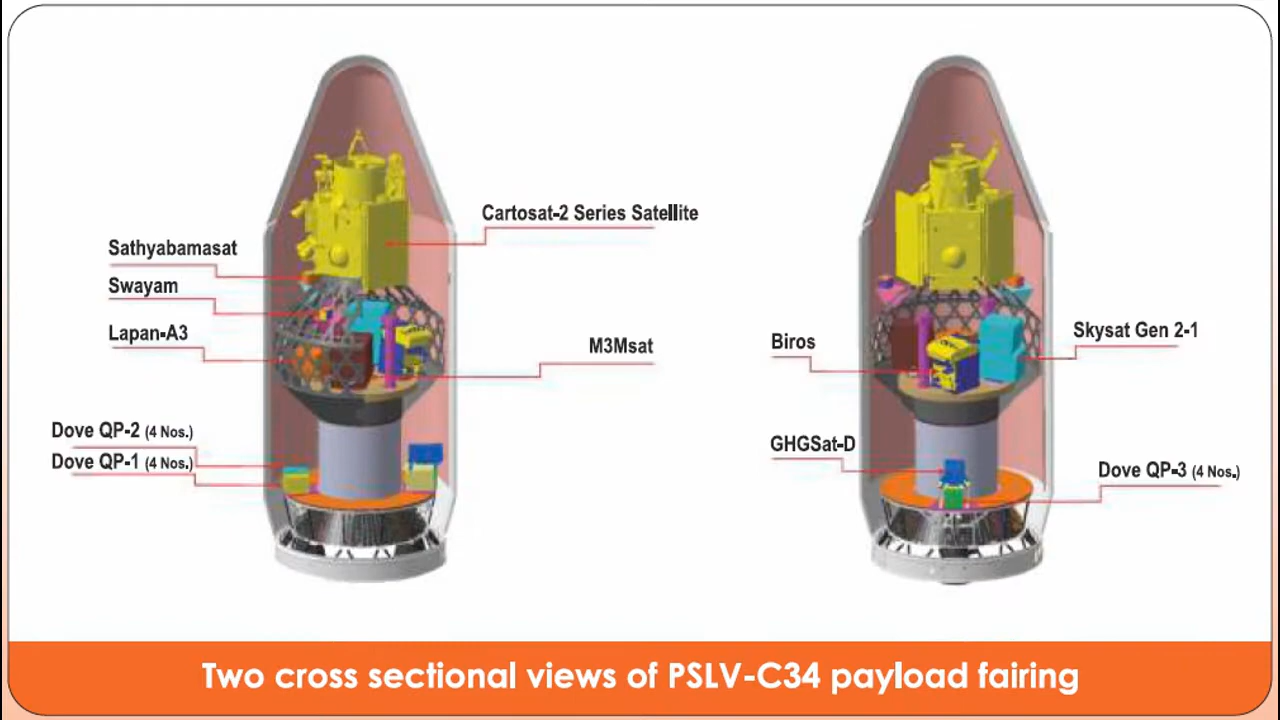 Cartosat-2 Series Satellite
Sathyabamasat
Swayam
Lapan-A3
M3Msat
Dove QP-2 (4 Nos.)
Dove QP-1 (4 Nos.)
Skysat Gen 2-1
Biros
GHGSat-D
Dove QP-3 (4 Nos.)
Two cross sectional views of PSLV-C34 payload fairing